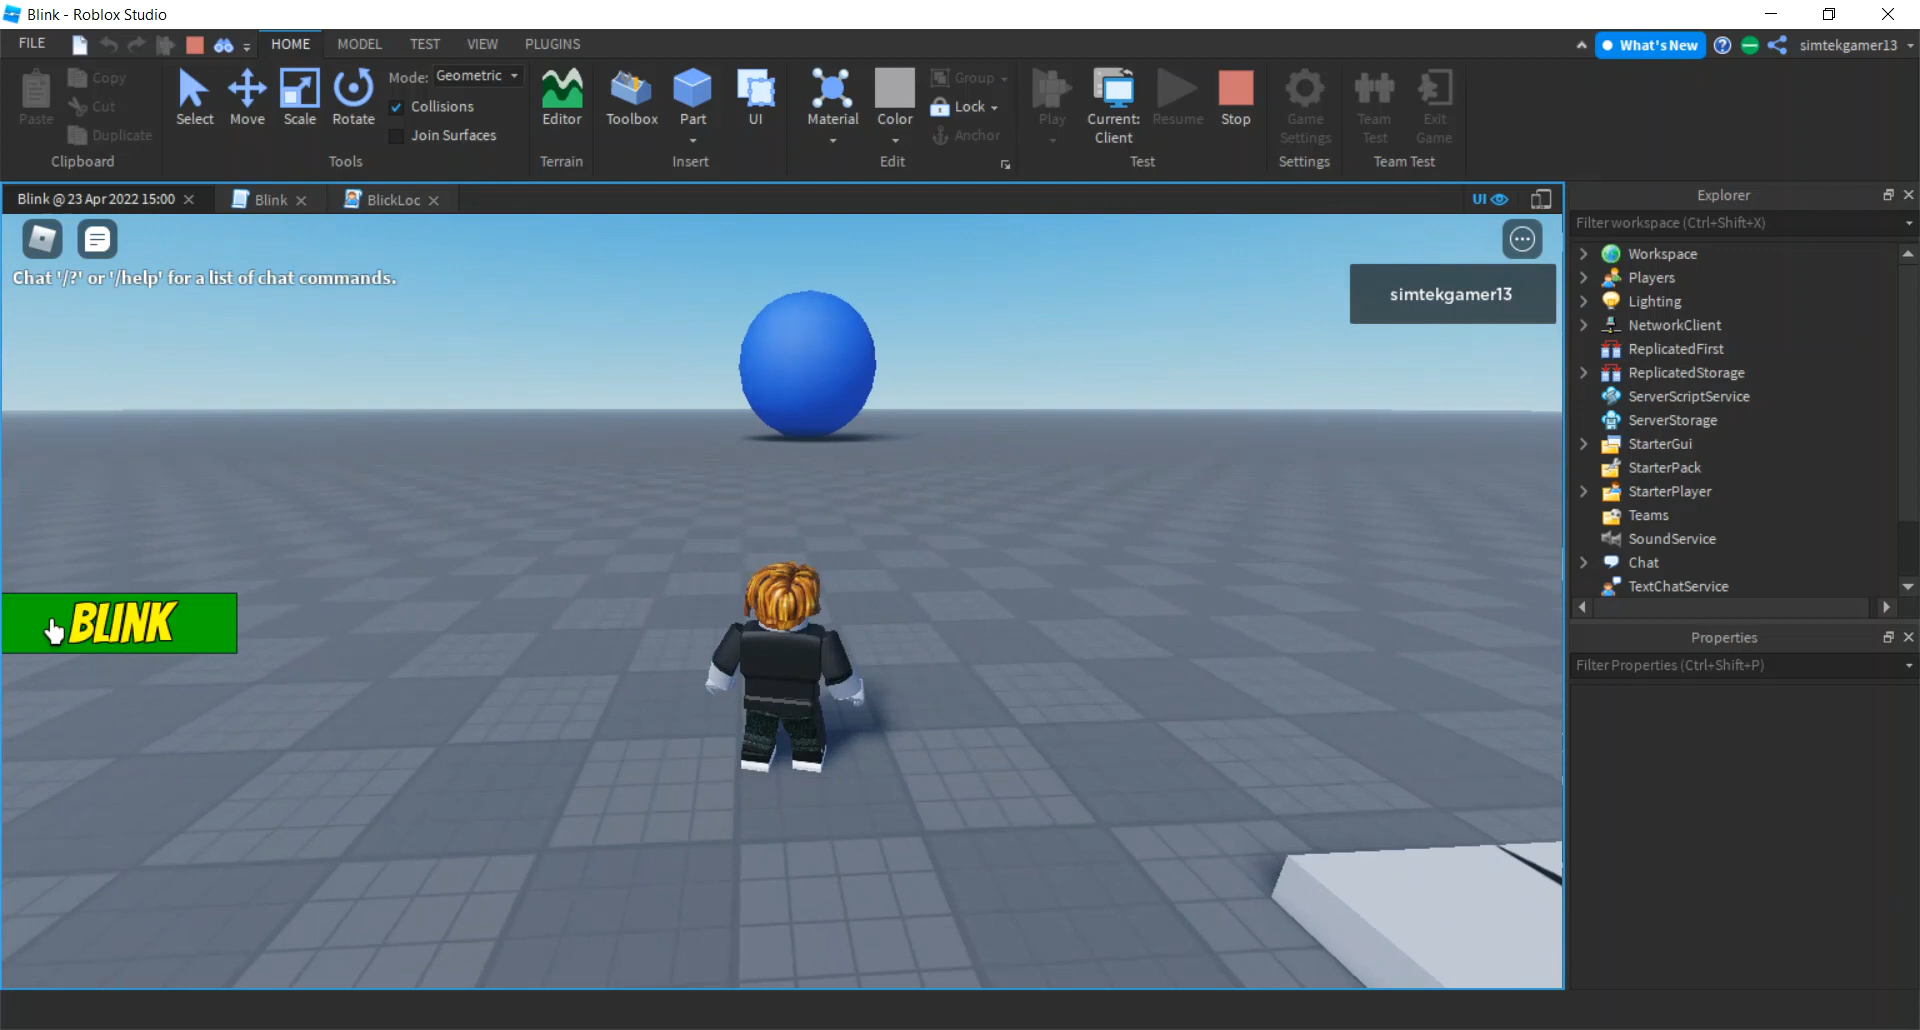 Blink - Roblox Studio
FILE HOME MODEL TEST VIEW PLUGINS What's New simtekgamer13
Paste Copy Cut Duplicate
Clipboard
Select Move Scale Rotate
Mode: Geometric
Collisions
Join Surfaces
Tools
Editor
Terrain
Toolbox Part UI
Insert
Material Color Group Lock Anchor
Edit
Play Current: Client Resume Stop
Test
Game Settings
Settings
Team Test Exit Game
Team Test
Blink @ 23 Apr 2022 15:00 Blink BlickLoc UI
Chat '/?' or '/help' for a list of chat commands.
simtekgamer13
BLINK
Explorer
Filter workspace (Ctrl+Shift+X)
Workspace
Players
Lighting
NetworkClient
ReplicatedFirst
ReplicatedStorage
ServerScriptService
ServerStorage
StarterGui
StarterPack
StarterPlayer
Teams
SoundService
Chat
TextChatService
Properties
Filter Properties (Ctrl+Shift+P)